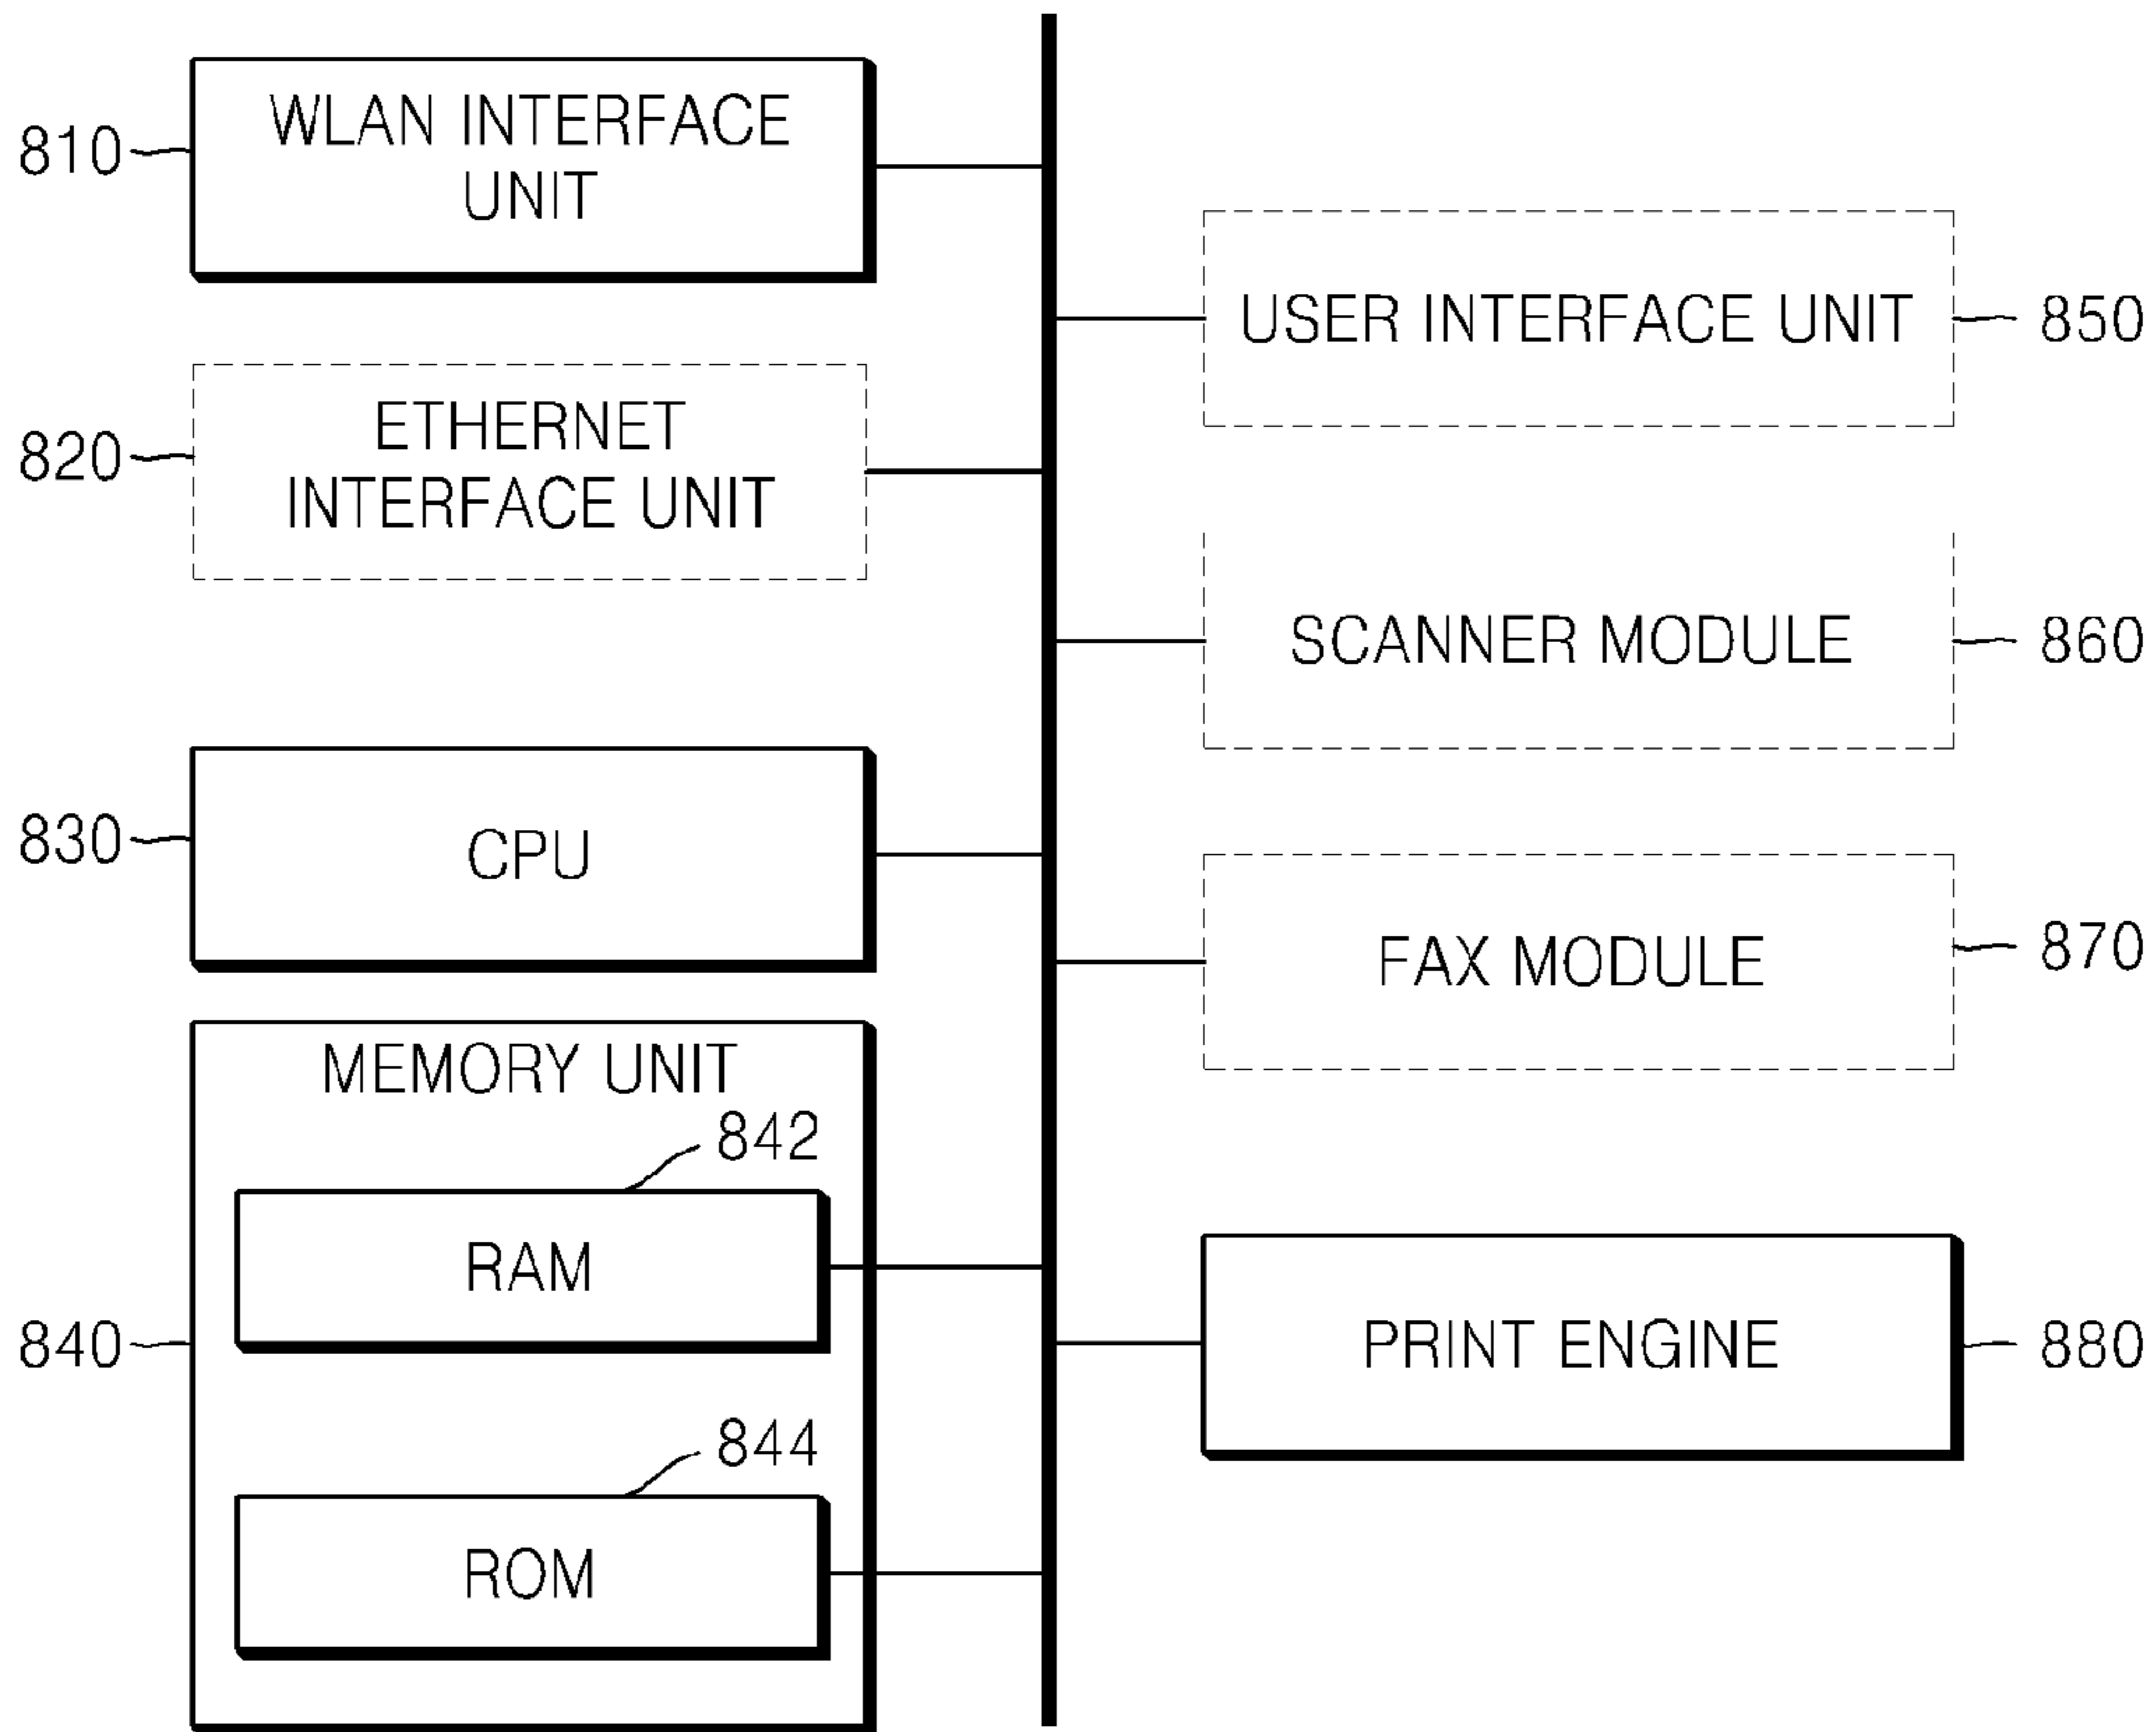 810
WLAN INTERFACE
UNIT
820
ETHERNET
INTERFACE UNIT
830
CPU
840
MEMORY UNIT
842
RAM
844
ROM
USER INTERFACE UNIT
850
SCANNER MODULE
860
FAX MODULE
870
PRINT ENGINE
880